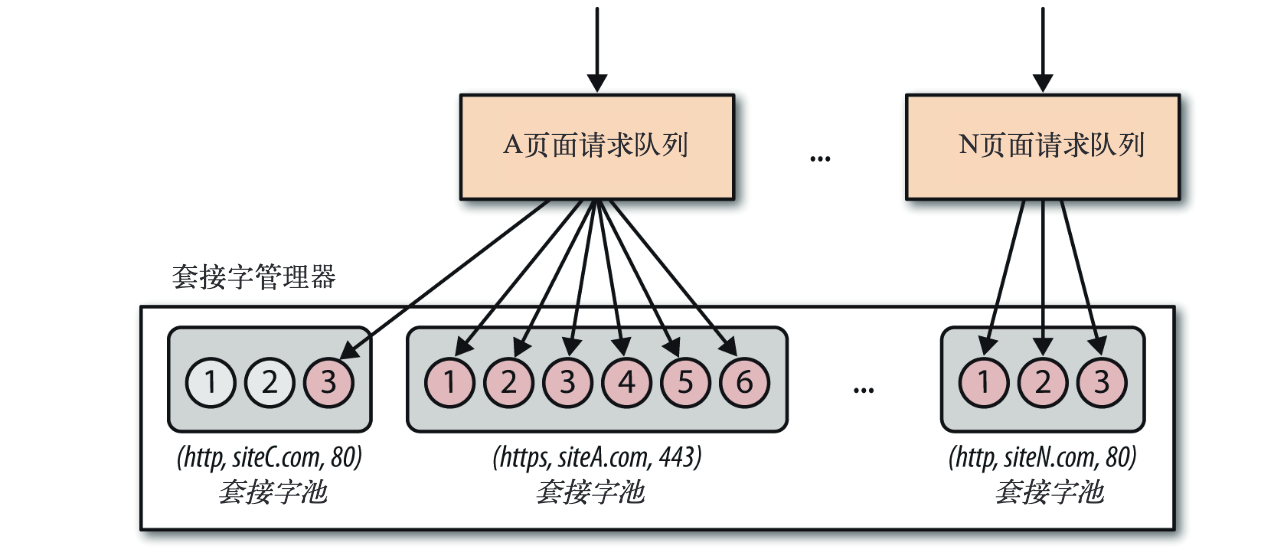 A页面请求队列
...
N页面请求队列
套接字管理器
1 2 3
1 2 3 4 5 6
...
1 2 3
(http, siteC.com, 80)
套接字池
(https, siteA.com, 443)
套接字池
(http, siteN.com, 80)
套接字池